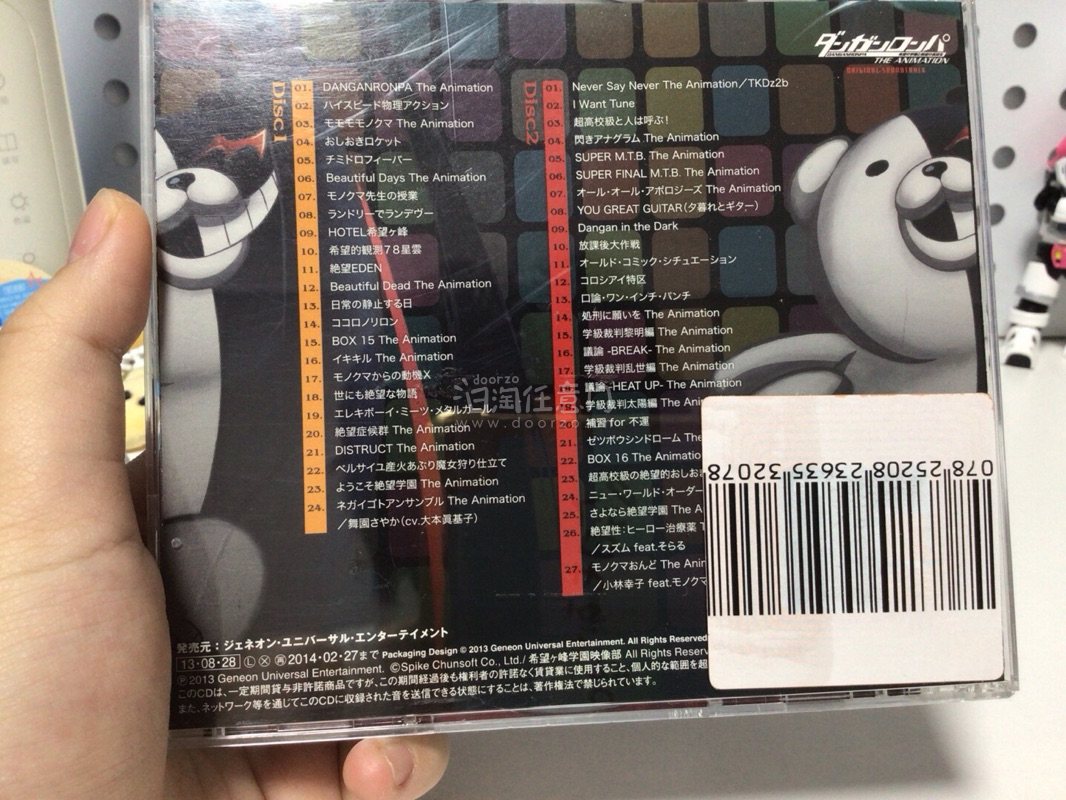 ダンガンロンパ
THE ANIMATION
ORIGINAL SOUNDTRACK
Disc 1
01. DANGANRONPA The Animation
02. ハイスピード物理アクション
03. モモモモノクマ The Animation
04. おしおきロケット
05. チミドロフィーバー
06. Beautiful Days The Animation
07. モノクマ先生の授業
08. ランドリーでランデヴー
09. HOTEL希望ヶ峰
10. 希望的観測78星雲
11. 絶望EDEN
12. Beautiful Dead The Animation
13. 日常の静止する日
14. ココロノリロン
15. BOX 15 The Animation
16. イキキル The Animation
17. モノクマからの動機X
18. 世にも絶望な物語
19. エレキボーイ・ミーツ・メタルガール
20. 絶望症候群 The Animation
21. DISTRUCT The Animation
22. ベルサイユ産火あぶり魔女狩り仕立て
23. ようこそ絶望学園 The Animation
24. ネガイゴトアンサンブル The Animation
／舞園さやか（cv.大本眞基子）
Disc 2
01. Never Say Never The Animation／TKDz2b
02. I Want Tune
03. 超高校級と人は呼ぶ！
04. 閃きアナグラム The Animation
05. SUPER M.T.B. The Animation
06. SUPER FINAL M.T.B. The Animation
07. オール・オール・アポロジーズ The Animation
08. YOU GREAT GUITAR（夕暮れとギター）
09. Dangan in the Dark
10. 放課後大作戦
11. オールド・コミック・シチュエーション
12. コロシアイ特区
13. 口論・ワン・インチ・パンチ
14. 処刑に願いを The Animation
15. 学級裁判黎明編 The Animation
16. 議論 -BREAK- The Animation
17. 学級裁判乱世編 The Animation
18. 議論 -HEAT UP- The Animation
19. 学級裁判太陽編 The Anim
20. 補習 for 不運
21. ゼツボウシンドローム The
22. BOX 16 The Animation
23. 超高校級の絶望的おしお
24. ニュー・ワールド・オーダー
25. さよなら絶望学園 The A
26. 絶望性：ヒーロー治療薬 T
／スズム feat.そらる
27. モノクマおんど The Anin
／小林幸子 feat.モノクマ
doorzo
任意门
www.doorzo
078 25208 23635 32078
発売元：ジェネオン・ユニバーサル・エンターテイメント
13・08・28 L X 2014・02・27まで Packaging Design © 2013 Geneon Universal Entertainment. All Rights Reserved
Ⓟ2013 Geneon Universal Entertainment. ©Spike Chunsoft Co., Ltd./ 希望ヶ峰学園映像部 All Rights Reserved
このCDは、一定期間貸与非許諾商品ですが、この期間経過後も権利者の許諾なく賃貸業に使用すること、個人的な範囲を超
また、ネットワーク等を通じてこのCDに収録された音を送信できる状態にすることは、著作権法で禁じられています。